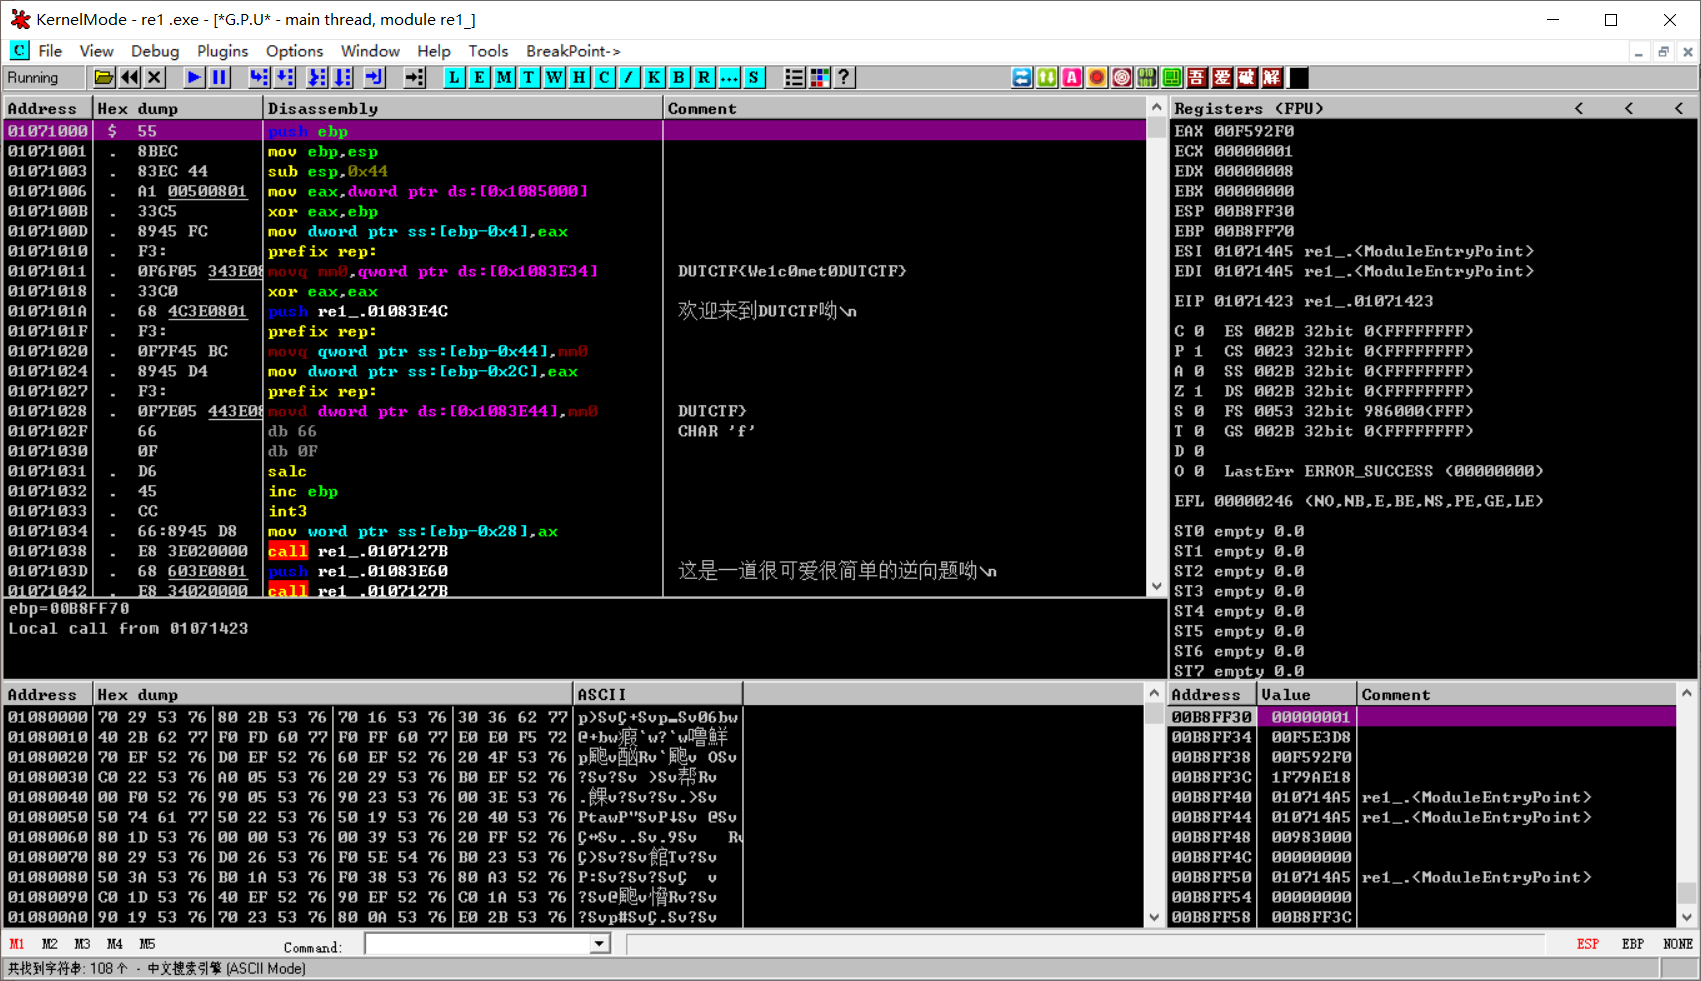 KernelMode - re1 .exe - [*G.P.U* - main thread, module re1_]
C File View Debug Plugins Options Window Help Tools BreakPoint->
Running L E M T W H C / K B R ... S ? 吾 爱 破 解
Address Hex dump Disassembly Comment
01071000 $ 55 push ebp
01071001 . 8BEC mov ebp,esp
01071003 . 83EC 44 sub esp,0x44
01071006 . A1 00500801 mov eax,dword ptr ds:[0x1085000]
0107100B . 33C5 xor eax,ebp
0107100D . 8945 FC mov dword ptr ss:[ebp-0x4],eax
01071010 . F3: prefix rep:
01071011 . 0F6F05 343E08 movq mm0,qword ptr ds:[0x1083E34] DUTCTF{We1c0met0DUTCTF}
01071018 . 33C0 xor eax,eax
0107101A . 68 4C3E0801 push re1_.01083E4C 欢迎来到DUTCTF呦\n
0107101F . F3: prefix rep:
01071020 . 0F7F45 BC movq qword ptr ss:[ebp-0x44],mm0
01071024 . 8945 D4 mov dword ptr ss:[ebp-0x2C],eax
01071027 . F3: prefix rep:
01071028 . 0F7E05 443E08 movd dword ptr ds:[0x1083E44],mm0 DUTCTF}
0107102F 66 db 66 CHAR 'f'
01071030 0F db 0F
01071031 . D6 salc
01071032 . 45 inc ebp
01071033 . CC int3
01071034 . 66:8945 D8 mov word ptr ss:[ebp-0x28],ax
01071038 . E8 3E020000 call re1_.0107127B
0107103D . 68 603E0801 push re1_.01083E60 这是一道很可爱很简单的逆向题呦\n
01071042 . E8 34020000 call re1_.0107127B
ebp=00B8FF70
Local call from 01071423
Registers (FPU) < < <
EAX 00F592F0
ECX 00000001
EDX 00000008
EBX 00000000
ESP 00B8FF30
EBP 00B8FF70
ESI 010714A5 re1_.<ModuleEntryPoint>
EDI 010714A5 re1_.<ModuleEntryPoint>
EIP 01071423 re1_.01071423
C 0 ES 002B 32bit 0(FFFFFFFF)
P 1 CS 0023 32bit 0(FFFFFFFF)
A 0 SS 002B 32bit 0(FFFFFFFF)
Z 1 DS 002B 32bit 0(FFFFFFFF)
S 0 FS 0053 32bit 986000(FFF)
T 0 GS 002B 32bit 0(FFFFFFFF)
D 0
O 0 LastErr ERROR_SUCCESS (00000000)
EFL 00000246 (NO,NB,E,BE,NS,PE,GE,LE)
ST0 empty 0.0
ST1 empty 0.0
ST2 empty 0.0
ST3 empty 0.0
ST4 empty 0.0
ST5 empty 0.0
ST6 empty 0.0
ST7 empty 0.0
Address Hex dump ASCII
01080000 70 29 53 76 80 2B 53 76 70 16 53 76 30 36 62 77 p)SvÇ+Svp▬Sv06bw
01080010 40 2B 62 77 F0 FD 60 77 F0 FF 60 77 E0 E0 F5 72 @+bw瘕`w?`w噜鮮
01080020 70 EF 52 76 D0 EF 52 76 60 EF 52 76 20 4F 53 76 p颮v酗Rv`颮v OSv
01080030 C0 22 53 76 A0 05 53 76 20 29 53 76 B0 EF 52 76 ?Sv?Sv )Sv帮Rv
01080040 00 F0 52 76 90 05 53 76 90 23 53 76 00 3E 53 76 .餜v?Sv?Sv.>Sv
01080050 50 74 61 77 50 22 53 76 50 19 53 76 20 40 53 76 PtawP"SvP↓Sv @Sv
01080060 80 1D 53 76 00 00 53 76 00 39 53 76 20 FF 52 76 Ç↔Sv..Sv.9Sv Rv
01080070 80 29 53 76 D0 26 53 76 F0 5E 54 76 B0 23 53 76 Ç)Sv?Sv餢Tv?Sv
01080080 50 3A 53 76 B0 1A 53 76 F0 38 53 76 80 A3 52 76 P:Sv?Sv?SvÇ v
01080090 C0 1D 53 76 40 EF 52 76 90 EF 52 76 C0 1A 53 76 ?Sv@颮v愶Rv?Sv
010800A0 90 19 53 76 70 23 53 76 80 0A 53 76 E0 2B 53 76 ?Svp#SvÇ.Sv?Sv
Address Value Comment
00B8FF30 00000001
00B8FF34 00F5E3D8
00B8FF38 00F592F0
00B8FF3C 1F79AE18
00B8FF40 010714A5 re1_.<ModuleEntryPoint>
00B8FF44 010714A5 re1_.<ModuleEntryPoint>
00B8FF48 00983000
00B8FF4C 00000000
00B8FF50 010714A5 re1_.<ModuleEntryPoint>
00B8FF54 00000000
00B8FF58 00B8FF3C
M1 M2 M3 M4 M5 Command: ESP EBP NONE
共找到字符串: 108 个 - 中文搜索引擎 (ASCII Mode)